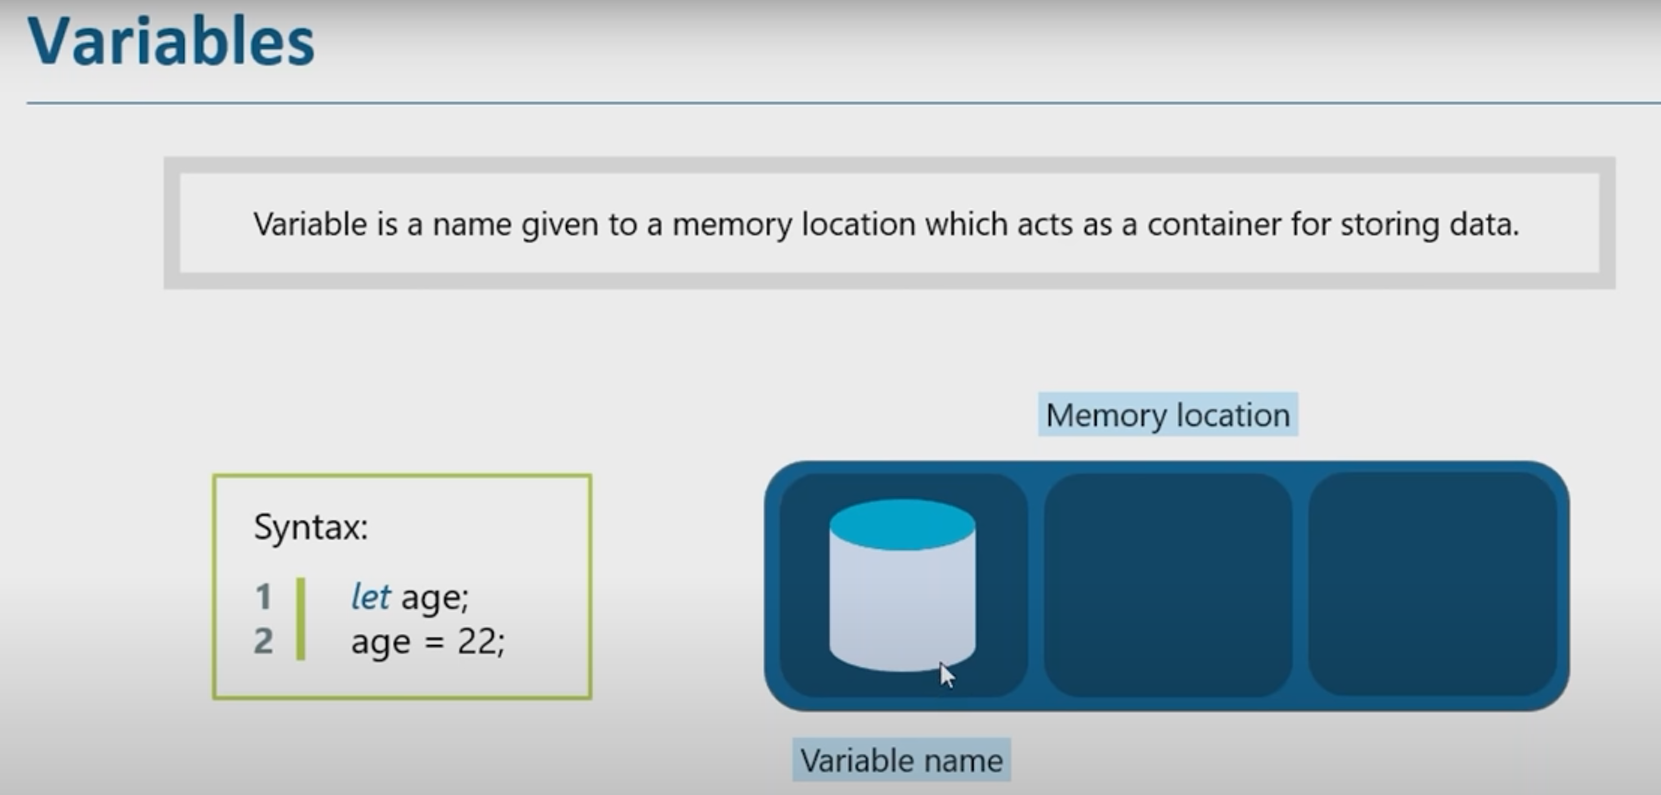 Variables
Variable is a name given to a memory location which acts as a container for storing data.
Memory location
Syntax:
1 let age;
2 age = 22;
Variable name